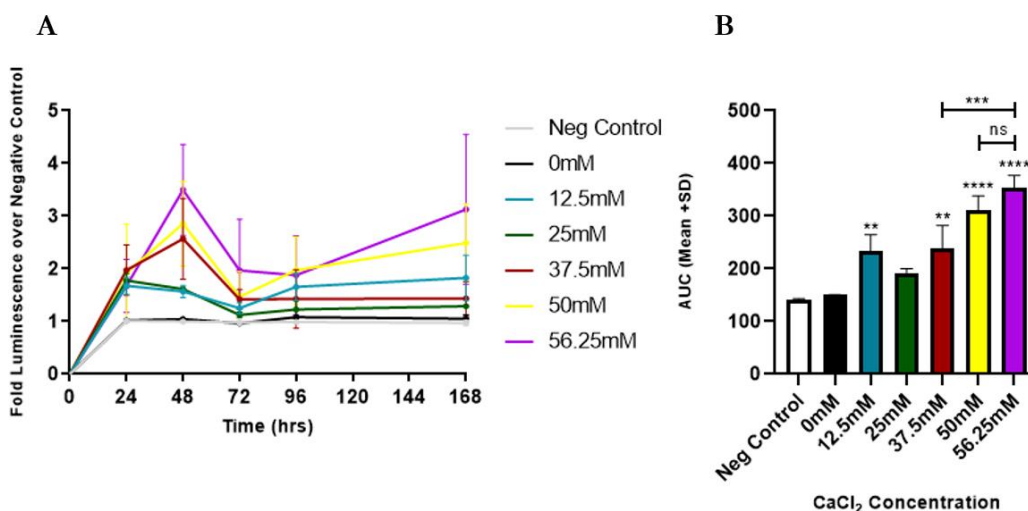 A
B
Fold Luminescence over Negative Control
5
4
3
2
1
0
0
24
48
72
96
120
144
168
Time (hrs)
Neg Control
0mM
12.5mM
25mM
37.5mM
50mM
56.25mM
AUC (Mean +SD)
500
400
300
200
100
0
***
ns
**
**
****
****
Neg Control
0mM
12.5mM
25mM
37.5mM
50mM
56.25mM
CaCl₂ Concentration